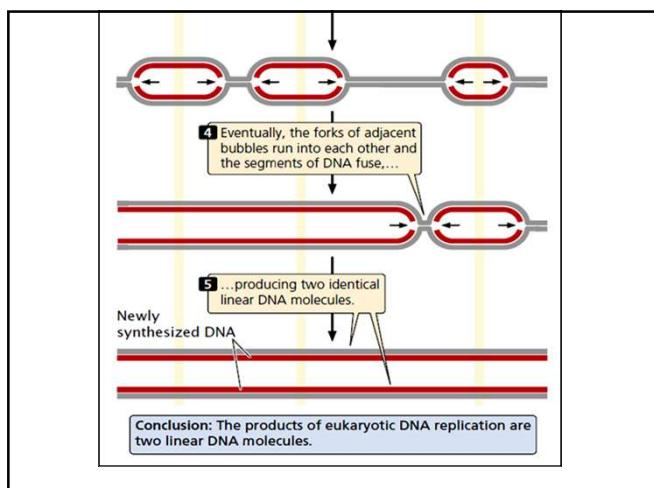 4 Eventually, the forks of adjacent
bubbles run into each other and
the segments of DNA fuse,...
5 ...producing two identical
linear DNA molecules.
Newly
synthesized DNA
Conclusion: The products of eukaryotic DNA replication are
two linear DNA molecules.